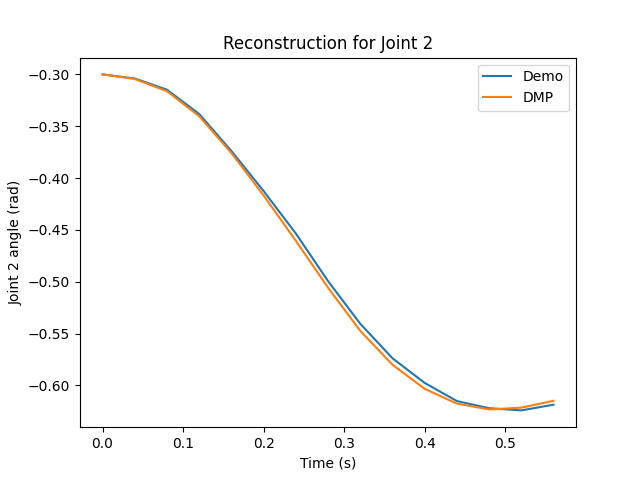 Reconstruction for Joint 2
Demo
DMP
−0.30
−0.35
−0.40
−0.45
−0.50
−0.55
−0.60
Joint 2 angle (rad)
0.0 0.1 0.2 0.3 0.4 0.5
Time (s)